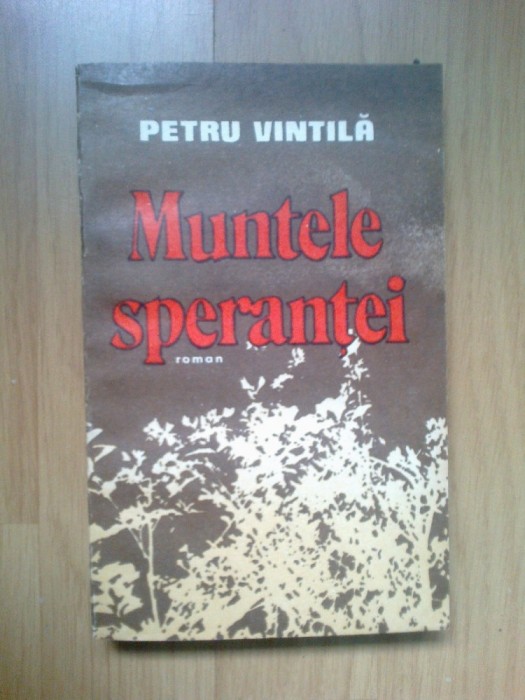 PETRU VINTILĂ
Muntele
speranței
roman